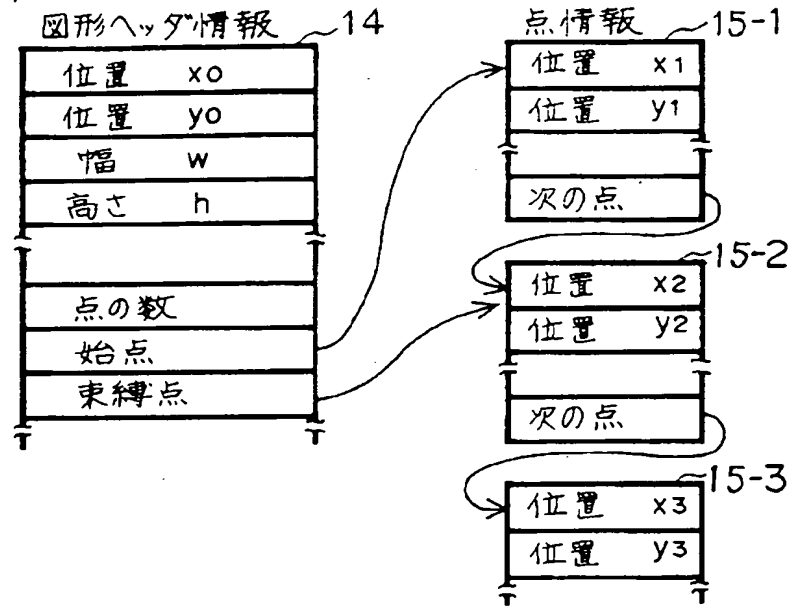 図形ヘッダ情報 14
位置 x0
位置 y0
幅 w
高さ h
点の数
始点
束縛点
点情報 15-1
位置 x1
位置 y1
次の点
15-2
位置 x2
位置 y2
次の点
15-3
位置 x3
位置 y3